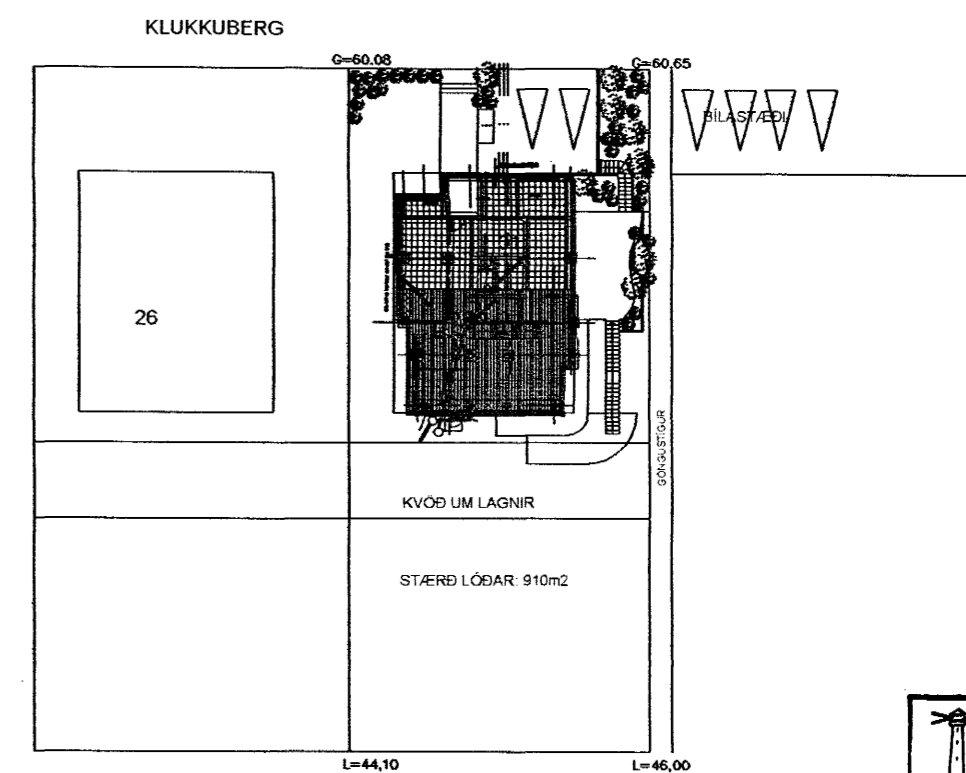 KLUKKUBERG
G=60.08
G=60.65
BÍLASTÆÐI
26
GÖNGUSTÍGUR
KVÖÐ UM LAGNIR
STÆRÐ LÓÐAR: 910m2
L=44,10
L=46,00